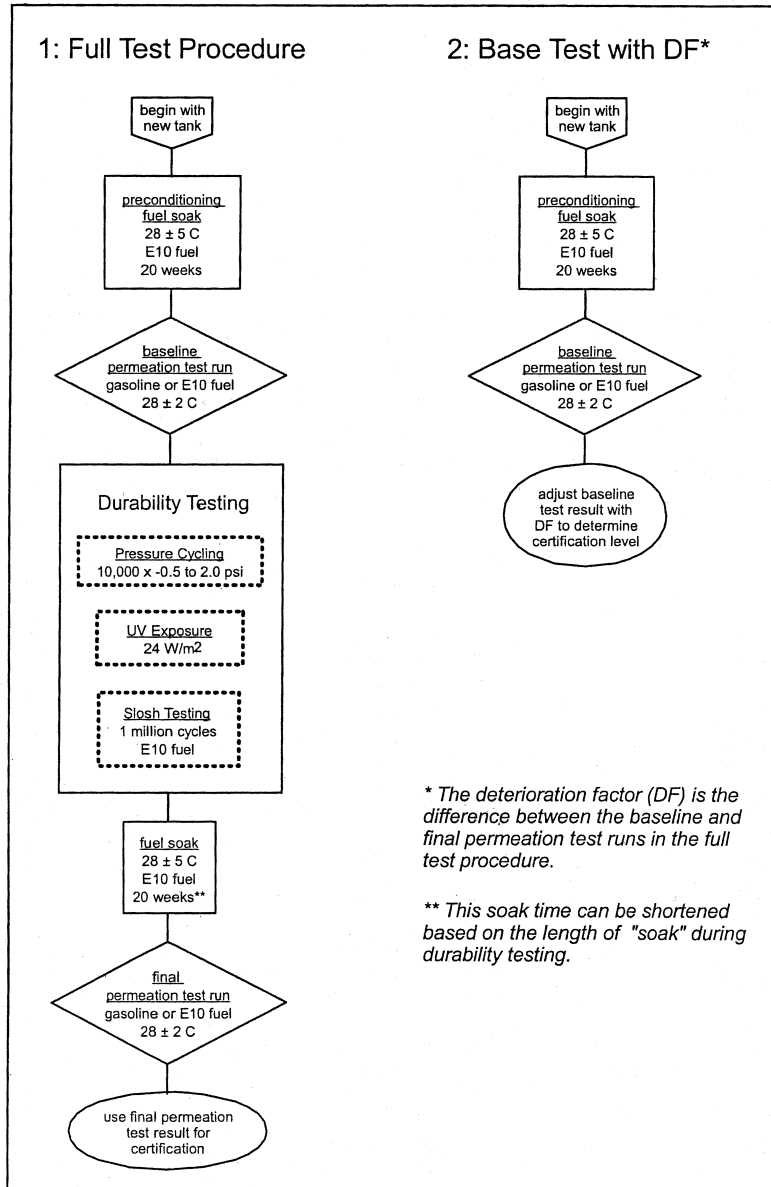 1: Full Test Procedure
begin with
new tank
preconditioning
fuel soak
28 ± 5 C
E10 fuel
20 weeks
baseline
permeation test run
gasoline or E10 fuel
28 ± 2 C
Durability Testing
Pressure Cycling
10,000 x -0.5 to 2.0 psi
UV Exposure
24 W/m2
Slosh Testing
1 million cycles
E10 fuel
fuel soak
28 ± 5 C
E10 fuel
20 weeks**
final
permeation test run
gasoline or E10 fuel
28 ± 2 C
use final permeation
test result for
certification
2: Base Test with DF*
begin with
new tank
preconditioning
fuel soak
28 ± 5 C
E10 fuel
20 weeks
baseline
permeation test run
gasoline or E10 fuel
28 ± 2 C
adjust baseline
test result with
DF to determine
certification level
* The deterioration factor (DF) is the
difference between the baseline and
final permeation test runs in the full
test procedure.
** This soak time can be shortened
based on the length of "soak" during
durability testing.